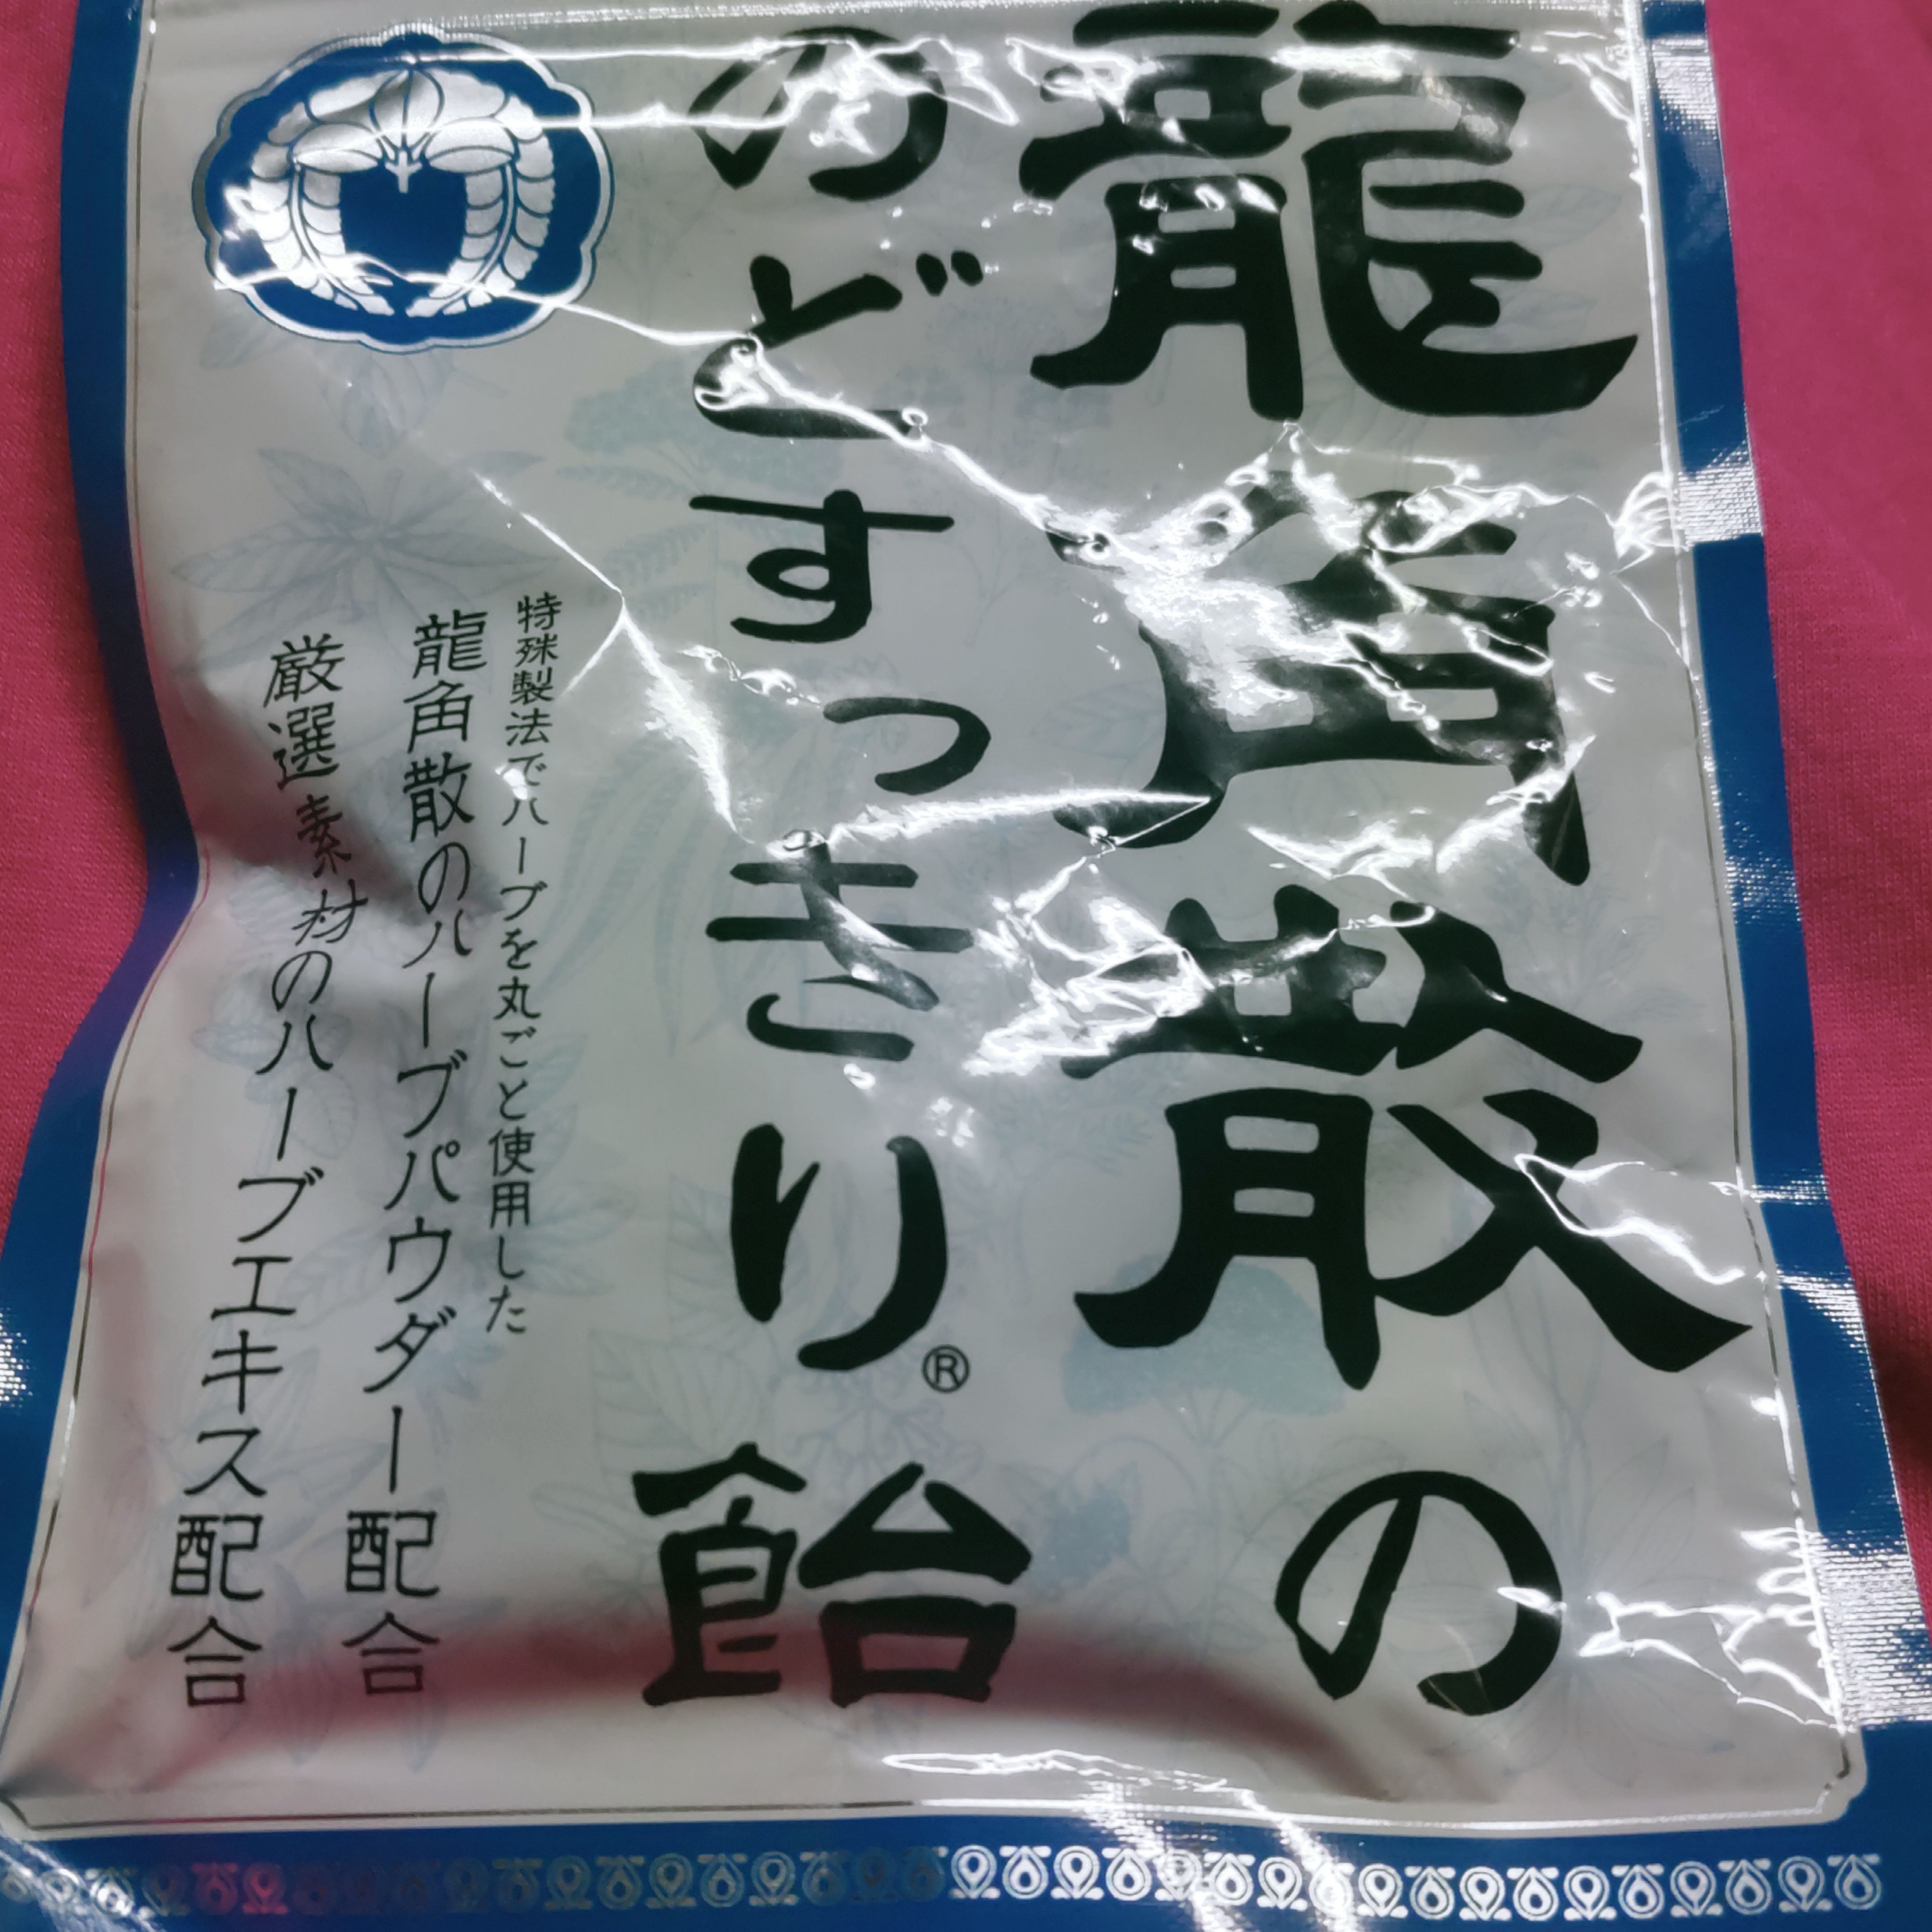 龍角散の
のどすっきり®飴
特殊製法でハーブを丸ごと使用した
龍角散のハーブパウダー配合
厳選素材のハーブエキス配合